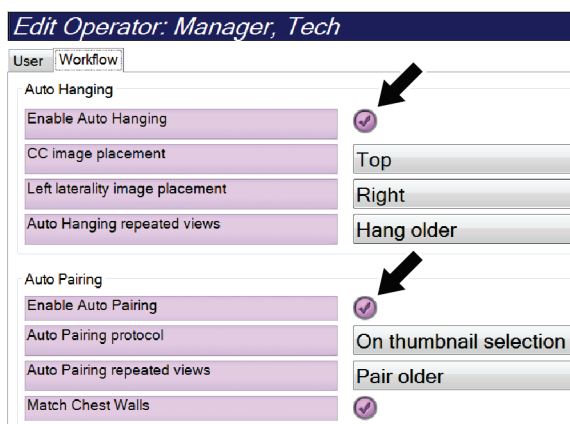 Edit Operator: Manager, Tech
User Workflow
Auto Hanging
Enable Auto Hanging
CC image placement Top
Left laterality image placement Right
Auto Hanging repeated views Hang older
Auto Pairing
Enable Auto Pairing
Auto Pairing protocol On thumbnail selection
Auto Pairing repeated views Pair older
Match Chest Walls